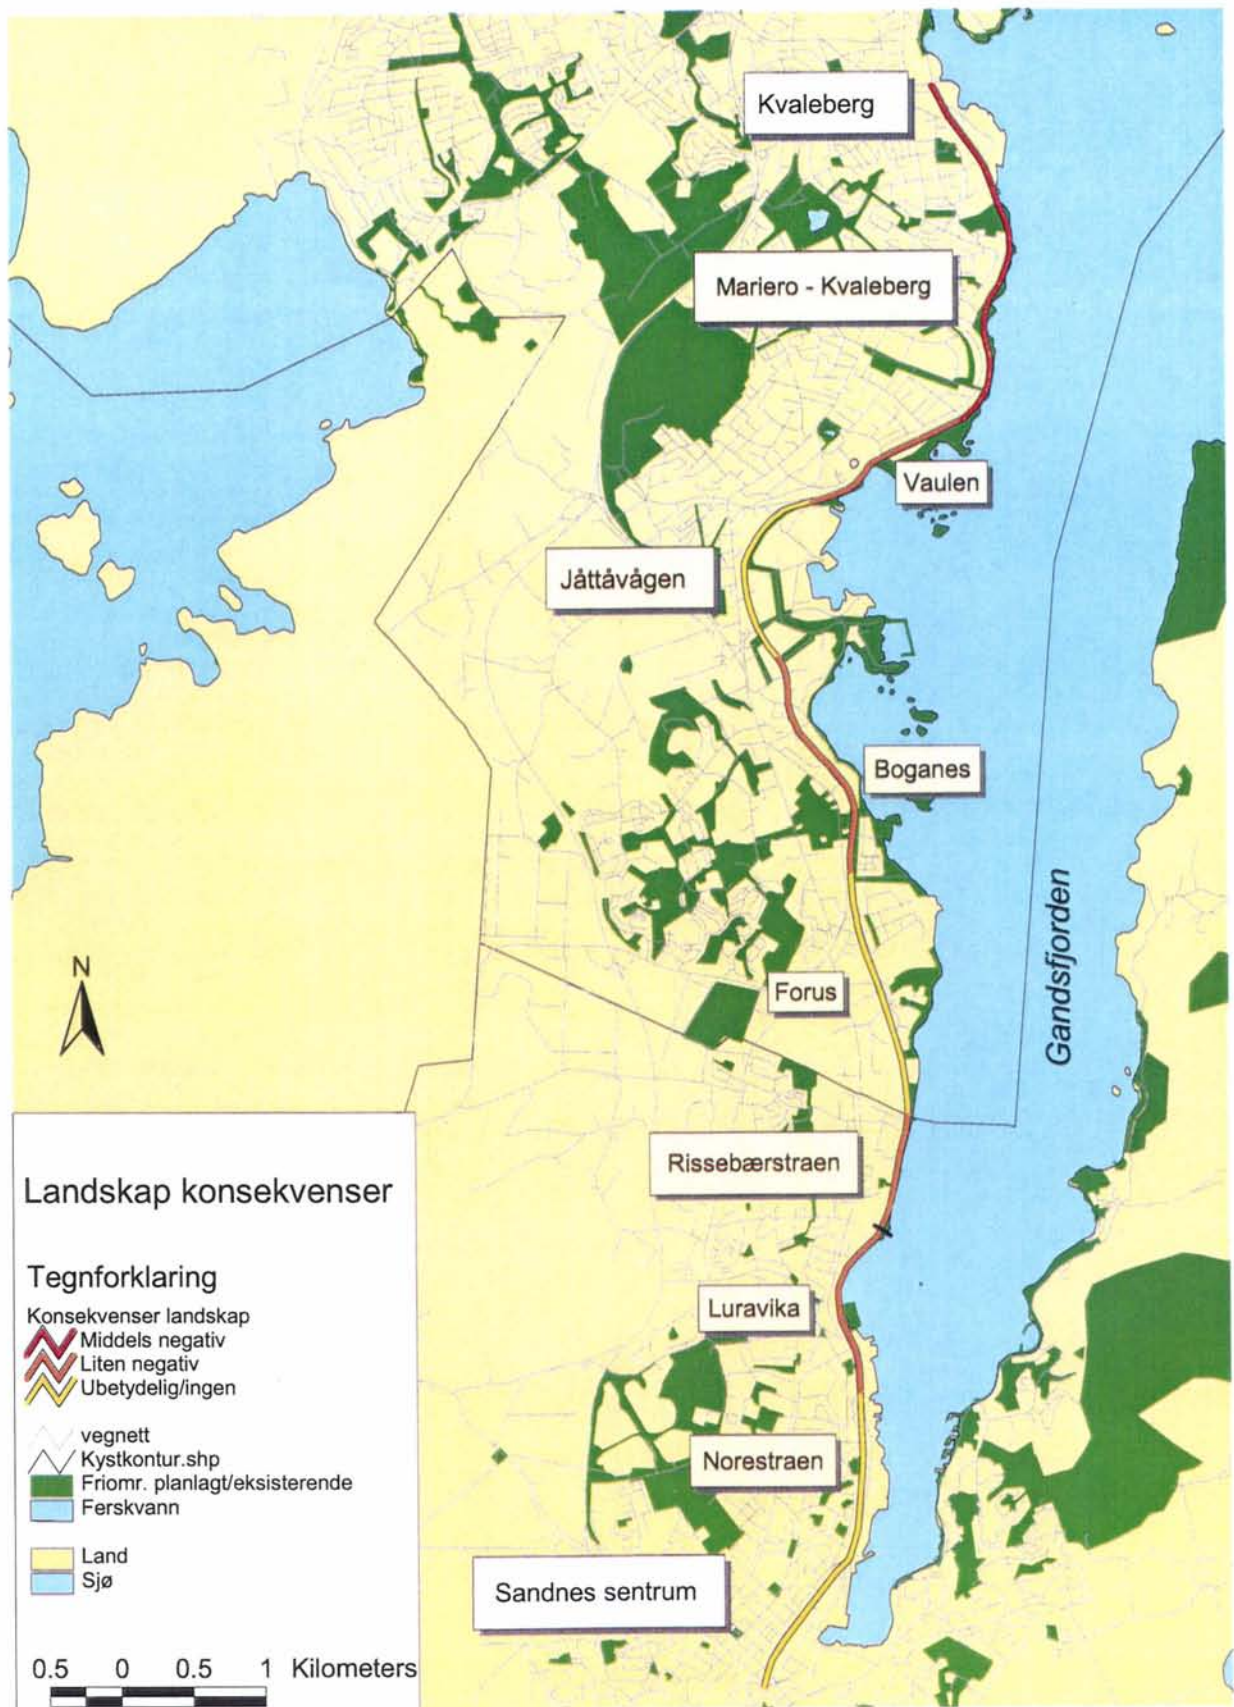 Kvaleberg
Mariero - Kvaleberg
Vaulen
Jåttåvågen
Boganes
Gandsfjorden
N
Forus
Rissebærstraen
Luravika
Norestraen
Sandnes sentrum
Landskap konsekvenser
Tegnforklaring
Konsekvenser landskap
Middels negativ
Liten negativ
Ubetydelig/ingen
vegnett
Kystkontur.shp
Friomr. planlagt/eksisterende
Ferskvann
Land
Sjø
0.5 0 0.5 1 Kilometers